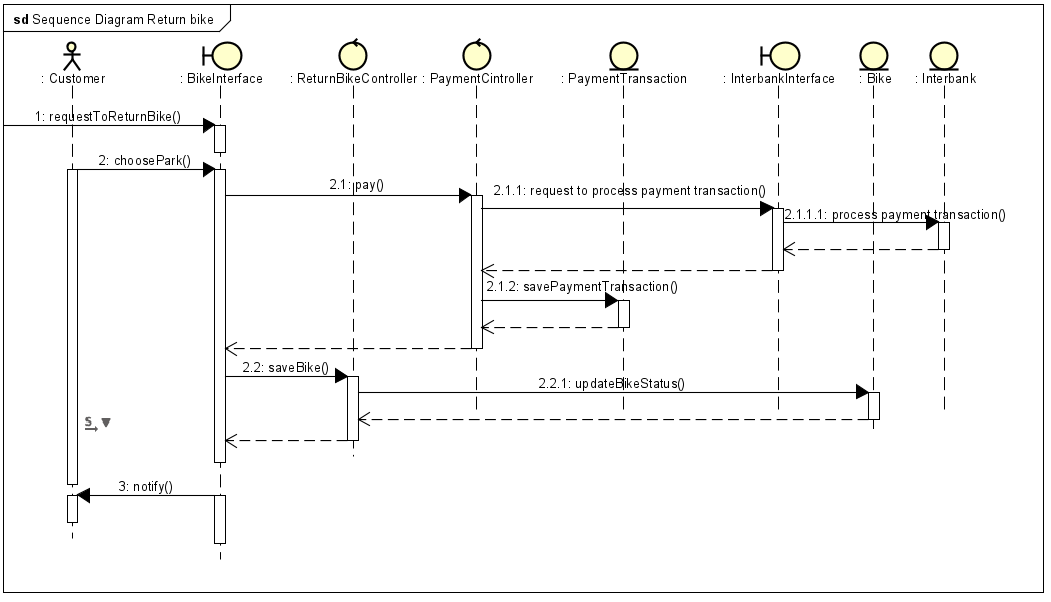 sd Sequence Diagram Return bike
: Customer
: BikeInterface
: ReturnBikeController
: PaymentCintroller
: PaymentTransaction
: InterbankInterface
: Bike
: Interbank
1: requestToReturnBike()
2: choosePark()
2.1: pay()
2.1.1: request to process payment transaction()
2.1.1.1: process payment transaction()
2.1.2: savePaymentTransaction()
2.2: saveBike()
2.2.1: updateBikeStatus()
S
3: notify()